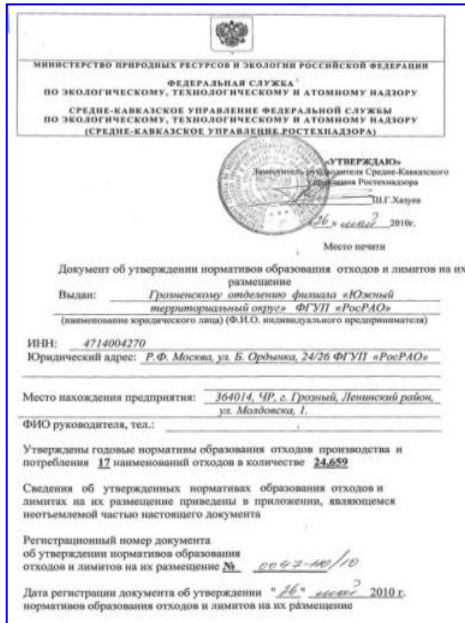 МИНИСТЕРСТВО ПРИРОДНЫХ РЕСУРСОВ И ЭКОЛОГИИ РОССИЙСКОЙ ФЕДЕРАЦИИ
ФЕДЕРАЛЬНАЯ СЛУЖБА
ПО ЭКОЛОГИЧЕСКОМУ, ТЕХНОЛОГИЧЕСКОМУ И АТОМНОМУ НАДЗОРУ
СРЕДНЕ-КАВКАЗСКОЕ УПРАВЛЕНИЕ ФЕДЕРАЛЬНОЙ СЛУЖБЫ
ПО ЭКОЛОГИЧЕСКОМУ, ТЕХНОЛОГИЧЕСКОМУ И АТОМНОМУ НАДЗОРУ
(СРЕДНЕ-КАВКАЗСКОЕ УПРАВЛЕНИЕ РОСТЕХНАДЗОРА)
«УТВЕРЖДАЮ»
Заместитель руководителя Средне-Кавказского
Управления Ростехнадзора
Ш.Г.Хазуев
«26» май 2010г.
Место печати
Документ об утверждении нормативов образования отходов и лимитов на их
размещение
Выдан: Грозненскому отделению филиала «Южный
территориальный округ» ФГУП «РосРАО»
(наименование юридического лица) (Ф.И.О. индивидуального предпринимателя)
ИНН: 4714004270
Юридический адрес: Р.Ф. Москва, ул. Б. Ордынка, 24/26 ФГУП «РосРАО»
Место нахождения предприятия: 364014, ЧР, г. Грозный, Ленинский район,
ул. Молдовска, 1.
ФИО руководителя, тел.:
Утверждены годовые нормативы образования отходов производства и
потребления 17 наименований отходов в количестве 24,659
Сведения об утвержденных нормативах образования отходов и
лимитах на их размещение приведены в приложении, являющемся
неотъемлемой частью настоящего документа
Регистрационный номер документа
об утверждении нормативов образования
отходов и лимитов на их размещение №
Дата регистрации документа об утверждении "26" май 2010 г.
нормативов образования отходов и лимитов на их размещение